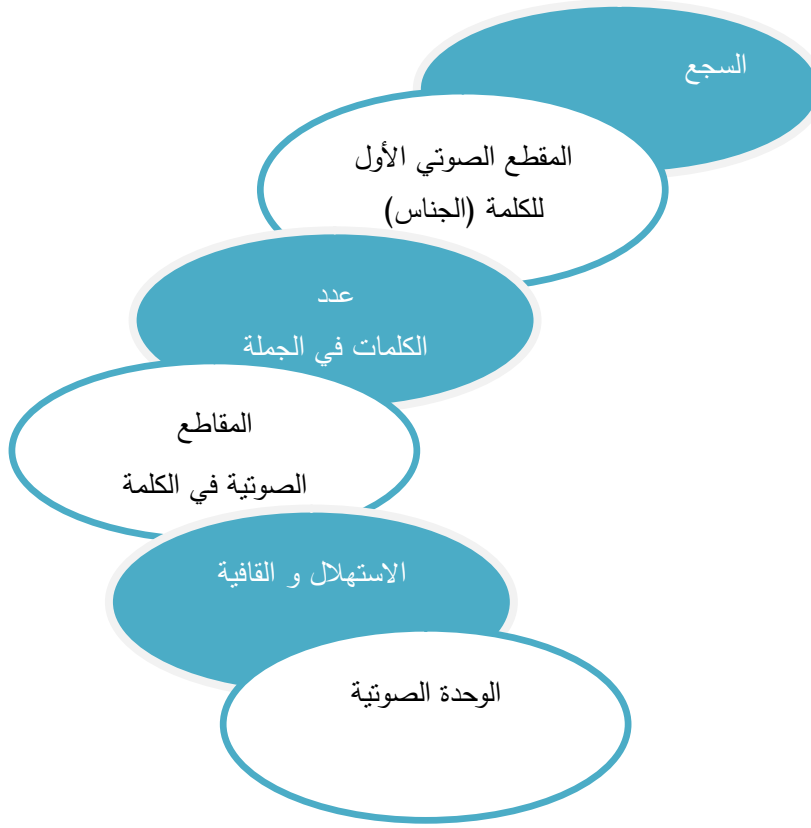 السجع
المقطع الصوتي الأول
للكلمة (الجناس)
عدد
الكلمات في الجملة
المقاطع
الصوتية في الكلمة
الاستهلال و القافية
الوحدة الصوتية